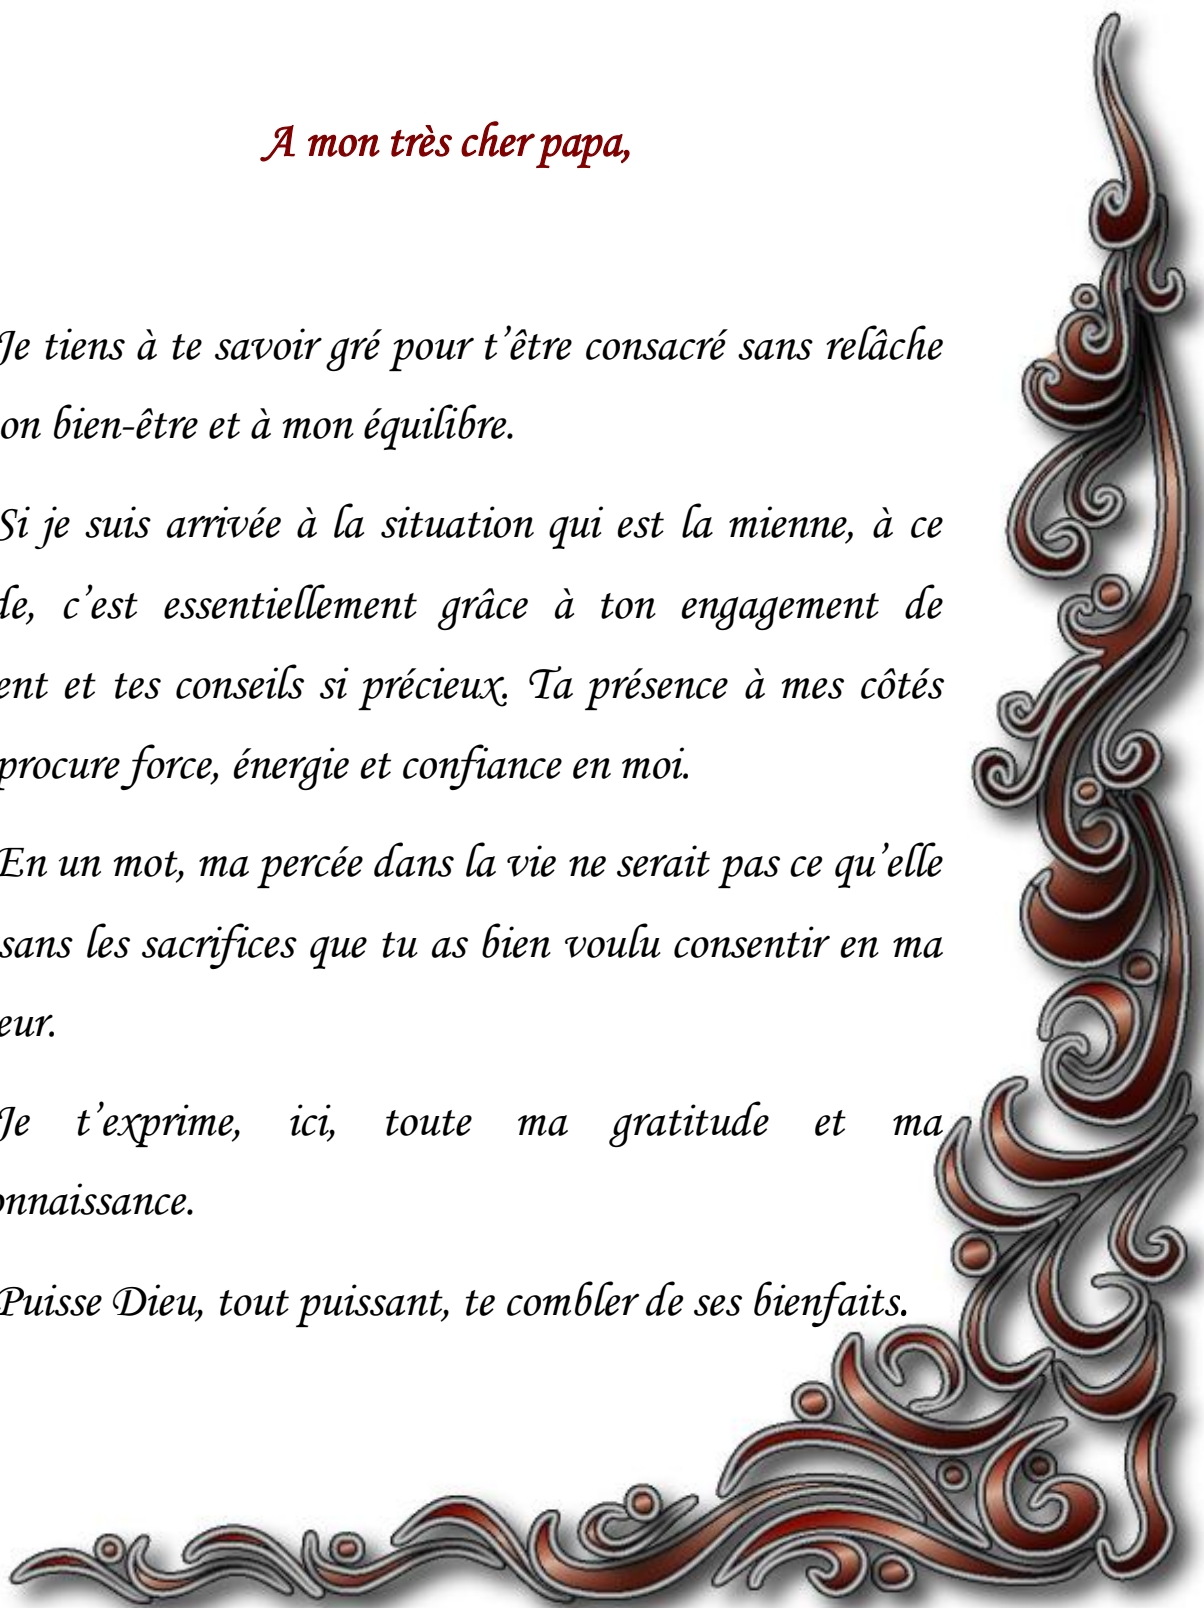 A mon très cher papa,
Je tiens à te savoir gré pour t’être consacré sans relâche
on bien-être et à mon équilibre.
Si je suis arrivée à la situation qui est la mienne, à ce
de, c’est essentiellement grâce à ton engagement de
ent et tes conseils si précieux. Ta présence à mes côtés
procure force, énergie et confiance en moi.
En un mot, ma percée dans la vie ne serait pas ce qu’elle
sans les sacrifices que tu as bien voulu consentir en ma
eur.
Je t’exprime, ici, toute ma gratitude et ma
onnaissance.
Puisse Dieu, tout puissant, te combler de ses bienfaits.